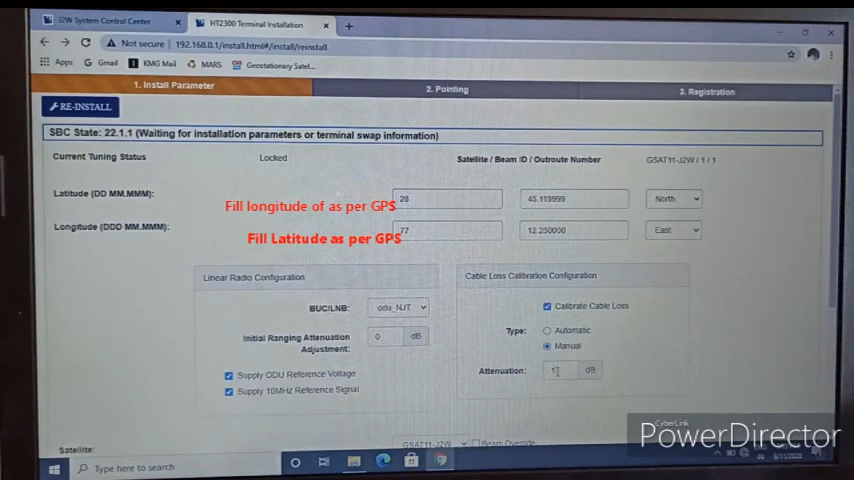 J2W System Control Center
HT2300 Terminal Installation
Not secure 192.168.0.1/install.html#/install/reinstall
Apps Gmail KMG Mail MARS Geostationary Satel...
1. Install Parameter 2. Pointing 3. Registration
RE-INSTALL
SBC State: 22.1.1 (Waiting for installation parameters or terminal swap information)
Current Tuning Status Locked Satellite / Beam ID / Outroute Number GSAT11-J2W / 1 / 1
Latitude (DD MM.MMM): 28 45.119999 North
Fill longitude of as per GPS
Longitude (DDD MM.MMM): 77 12.250000 East
Fill Latitude as per GPS
Linear Radio Configuration
BUC/LNB: odu_NJT
Initial Ranging Attenuation
Adjustment: 0 dB
Supply ODU Reference Voltage
Supply 10MHz Reference Signal
Cable Loss Calibration Configuration
Calibrate Cable Loss
Type: Automatic
Manual
Attenuation: dB
Satellite: GSAT11-J2W Beam Override
CyberLink
PowerDirector
Type here to search